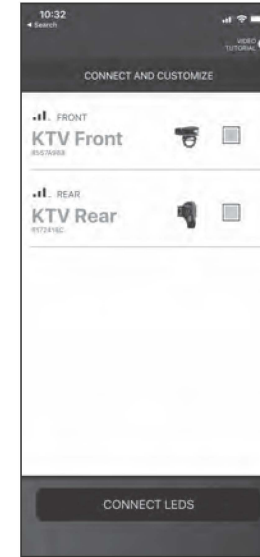 10:32
◂ Search
VIDEO
TUTORIAL
CONNECT AND CUSTOMIZE
FRONT
KTV Front
REAR
KTV Rear
CONNECT LEDS